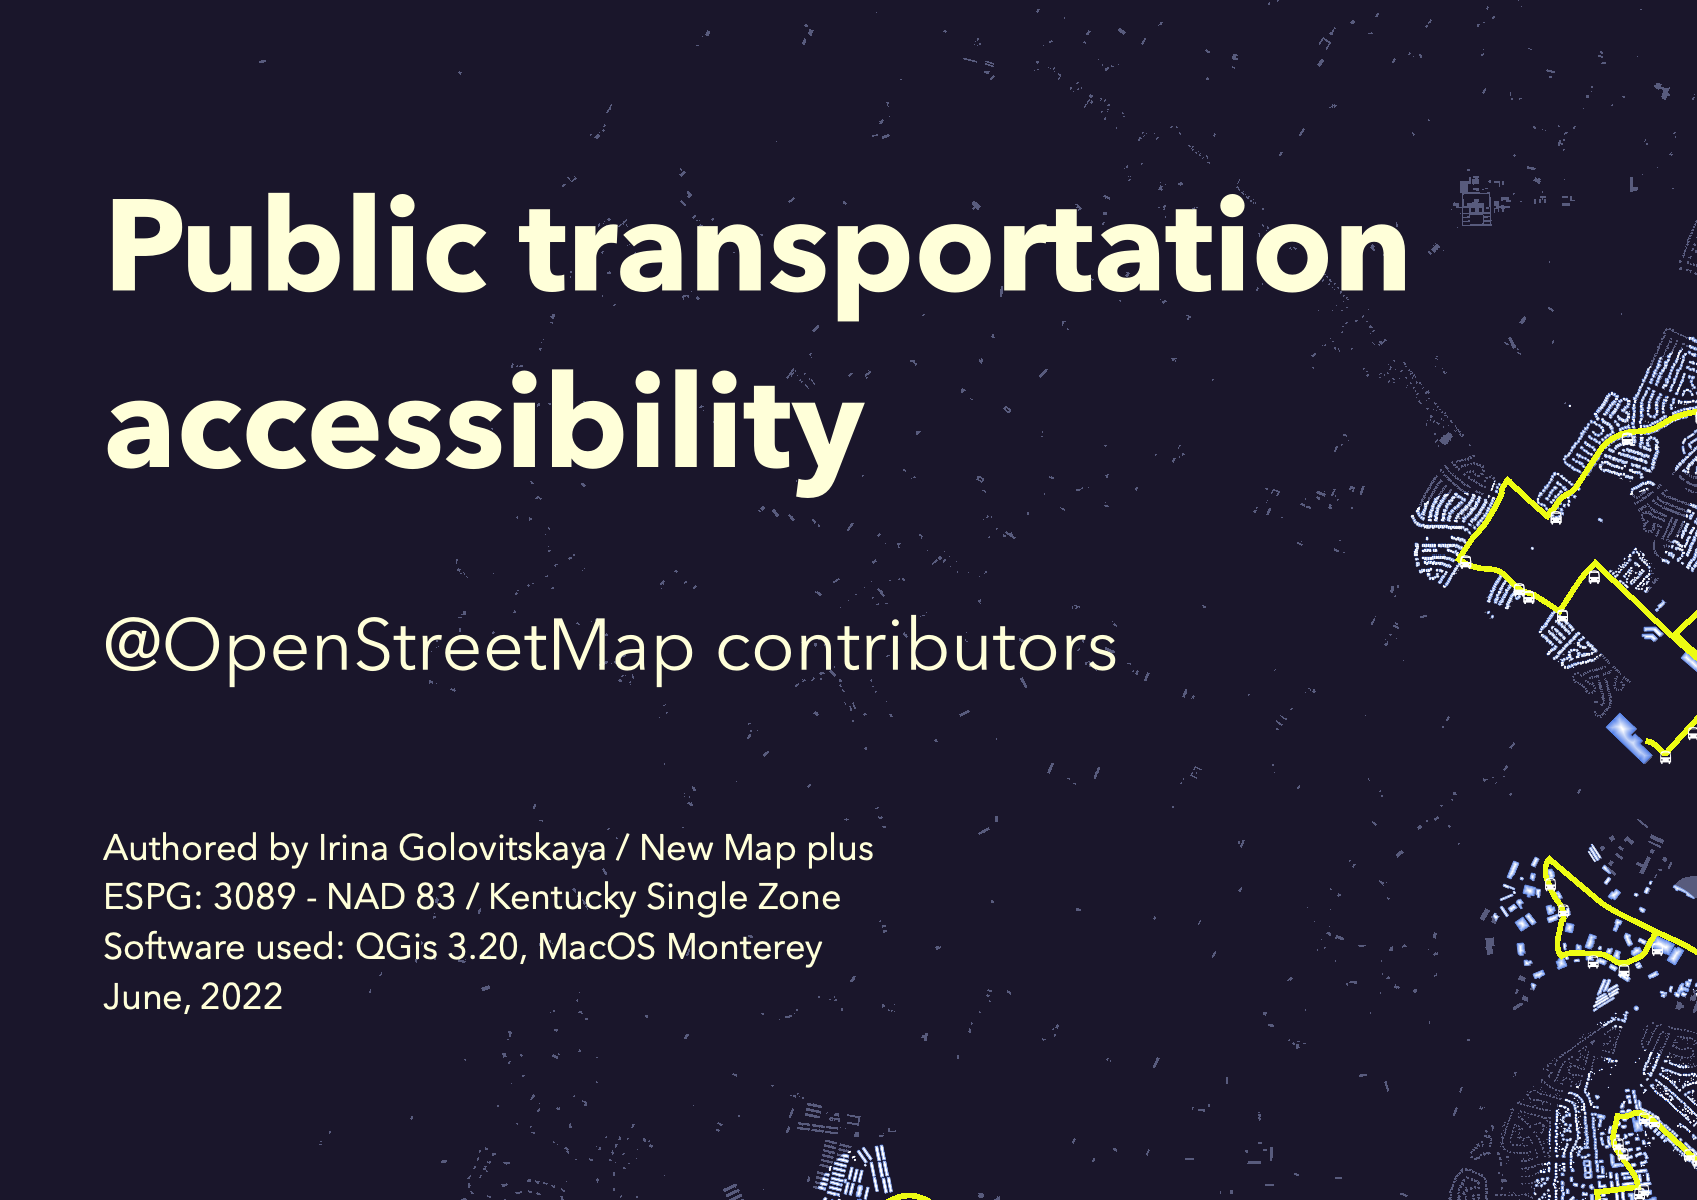 Public transportation
accessibility
@OpenStreetMap contributors
Authored by Irina Golovitskaya / New Map plus
ESPG: 3089 - NAD 83 / Kentucky Single Zone
Software used: QGis 3.20, MacOS Monterey
June, 2022